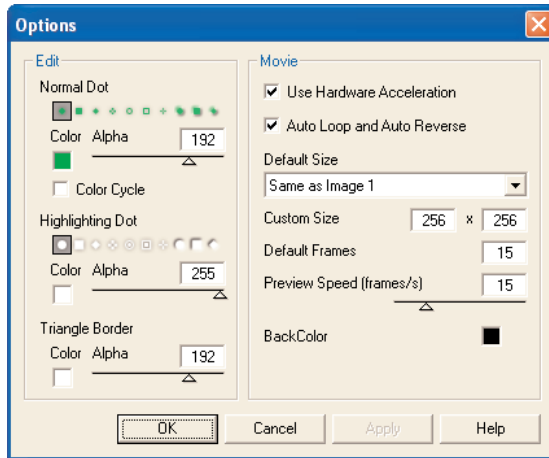 Options
Edit
Normal Dot
Color Alpha 192
Color Cycle
Highlighting Dot
Color Alpha 255
Triangle Border
Color Alpha 192
Movie
Use Hardware Acceleration
Auto Loop and Auto Reverse
Default Size
Same as Image 1
Custom Size 256 x 256
Default Frames 15
Preview Speed (frames/s) 15
BackColor
OK Cancel Apply Help